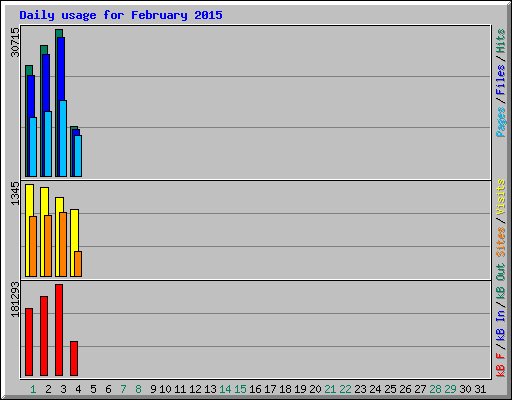 Daily usage for February 2015
30715
Pages/Files/Hits
1345
Sites/Visits
181293
kB F/kB In/kB Out
1 2 3 4 5 6 7 8 9 10 11 12 13 14 15 16 17 18 19 20 21 22 23 24 25 26 27 28 29 30 31